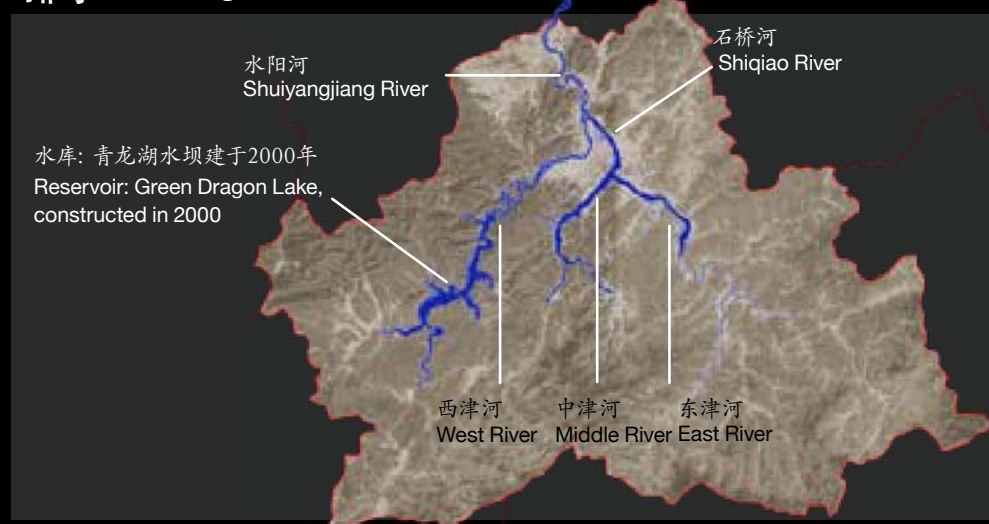 水阳河
Shuiyangjiang River
石桥河
Shiqiao River
水库: 青龙湖水坝建于2000年
Reservoir: Green Dragon Lake,
constructed in 2000
西津河
West River
中津河
Middle River
东津河
East River